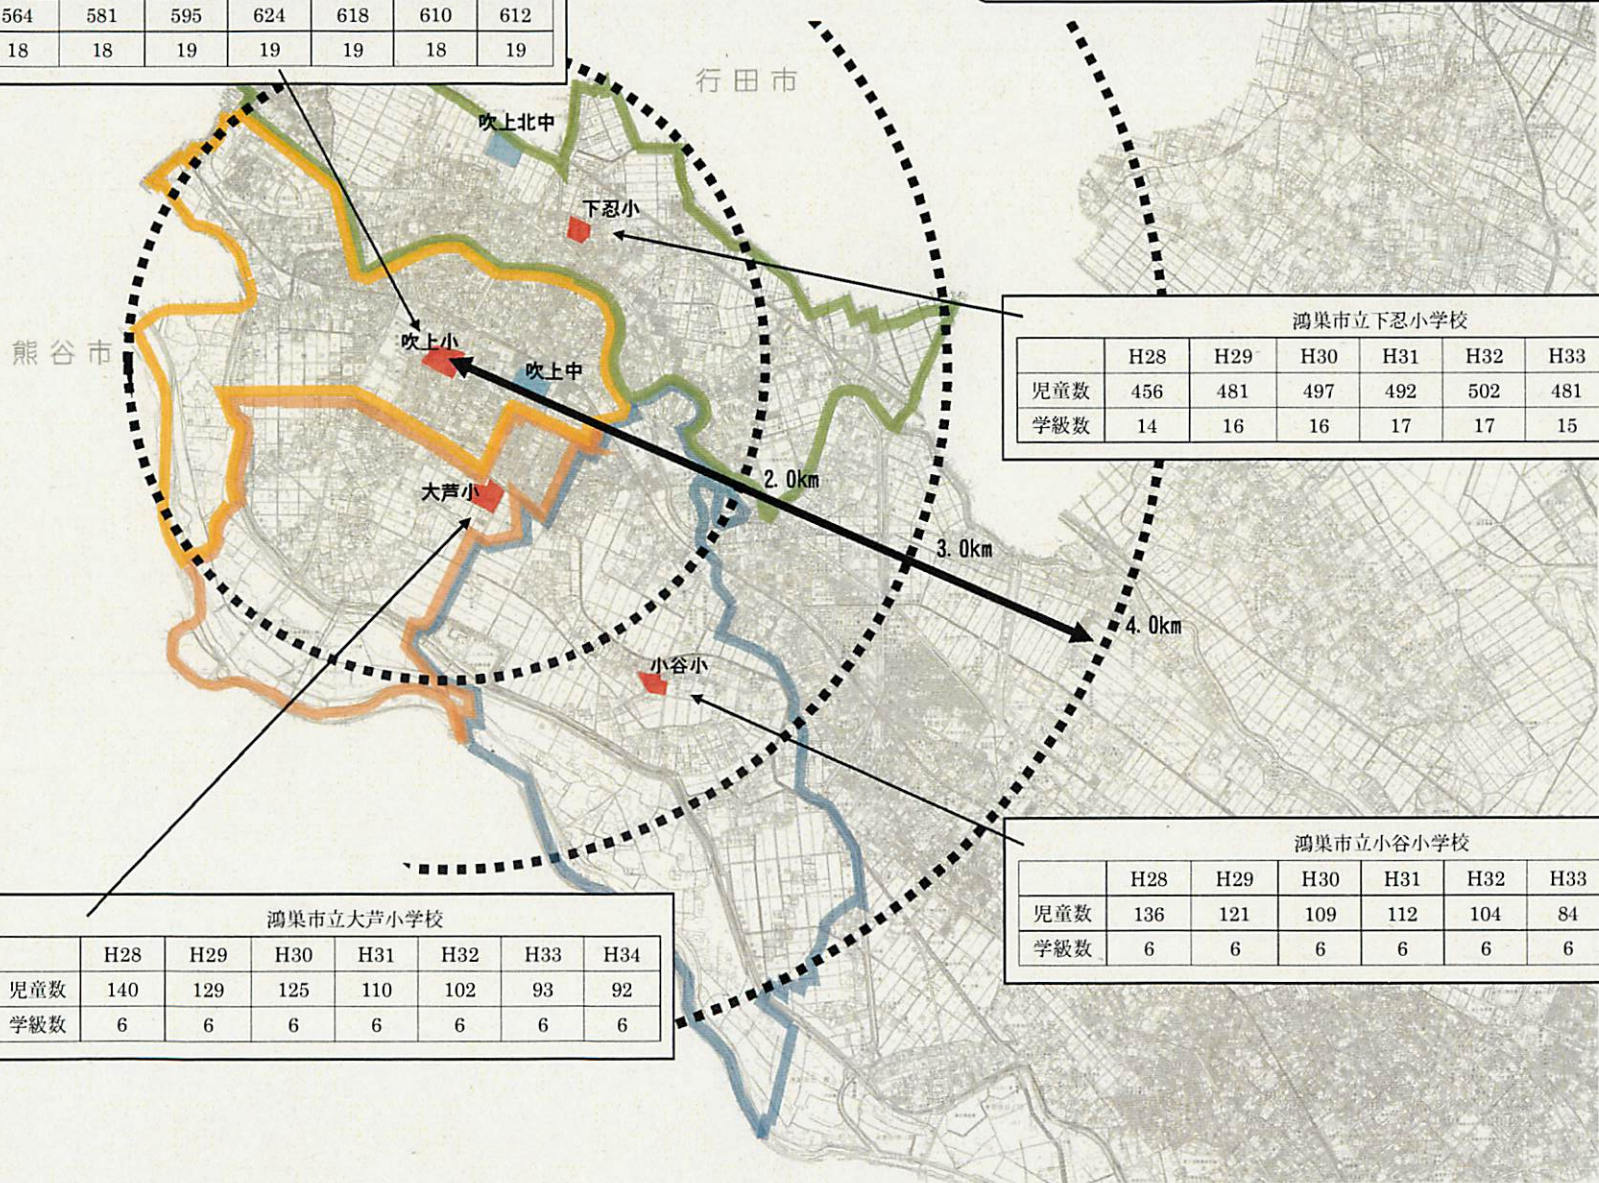 564 581 595 624 618 610 612
18 18 19 19 19 18 19
行田市
吹上北中
下忍小
熊谷市
吹上小
吹上中
鴻巣市立下忍小学校
H28 H29 H30 H31 H32 H33
児童数 456 481 497 492 502 481
学級数 14 16 16 17 17 15
大芦小
2.0km
3.0km
4.0km
小谷小
鴻巣市立小谷小学校
H28 H29 H30 H31 H32 H33
児童数 136 121 109 112 104 84
学級数 6 6 6 6 6 6
鴻巣市立大芦小学校
H28 H29 H30 H31 H32 H33 H34
児童数 140 129 125 110 102 93 92
学級数 6 6 6 6 6 6 6